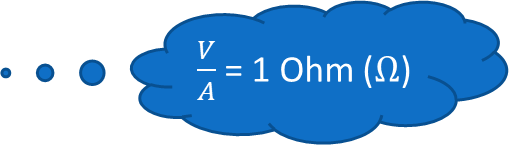 V/A = 1 Ohm (Ω)